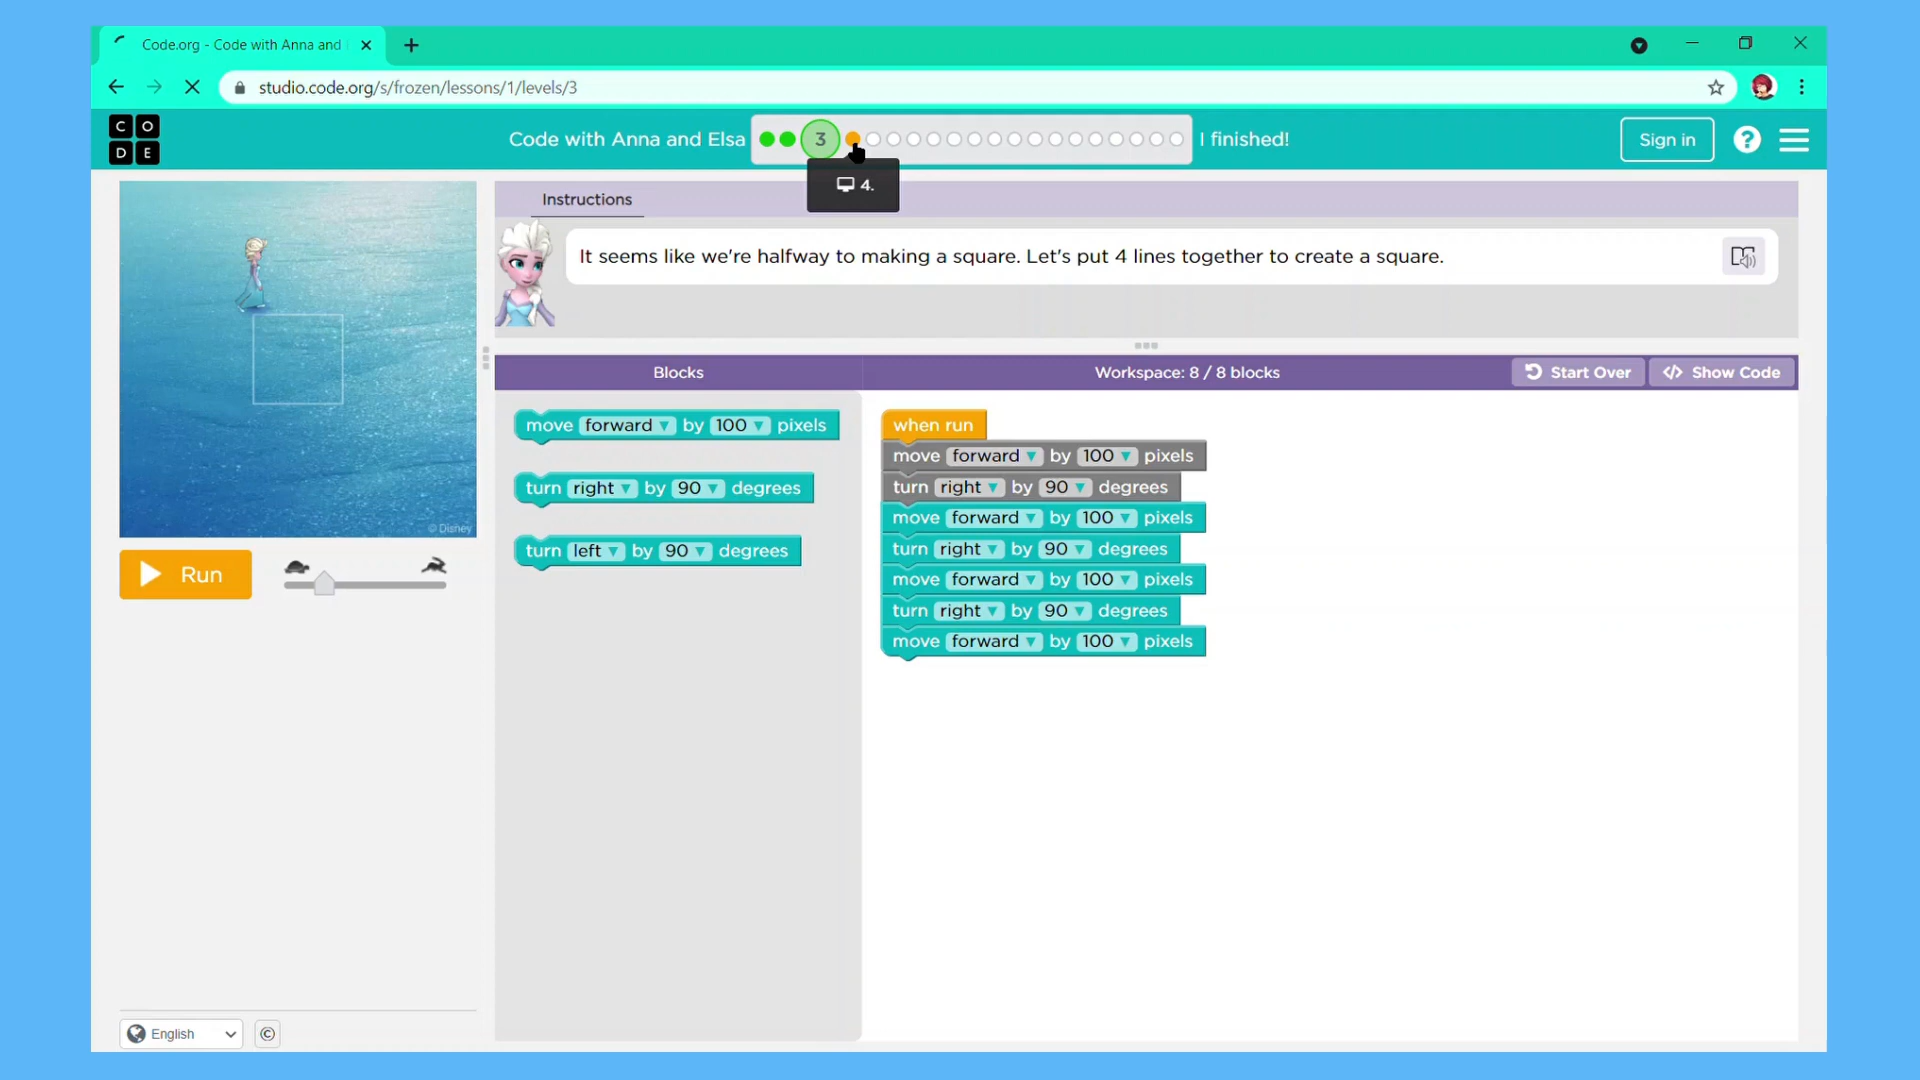 Code.org - Code with Anna and
studio.code.org/s/frozen/lessons/1/levels/3
C O
D E
Code with Anna and Elsa
3
I finished!
Sign in
?
4.
Instructions
It seems like we're halfway to making a square. Let's put 4 lines together to create a square.
Blocks
Workspace: 8 / 8 blocks
Start Over
</> Show Code
move forward by 100 pixels
turn right by 90 degrees
turn left by 90 degrees
when run
move forward by 100 pixels
turn right by 90 degrees
move forward by 100 pixels
turn right by 90 degrees
move forward by 100 pixels
turn right by 90 degrees
move forward by 100 pixels
© Disney
Run
English
©